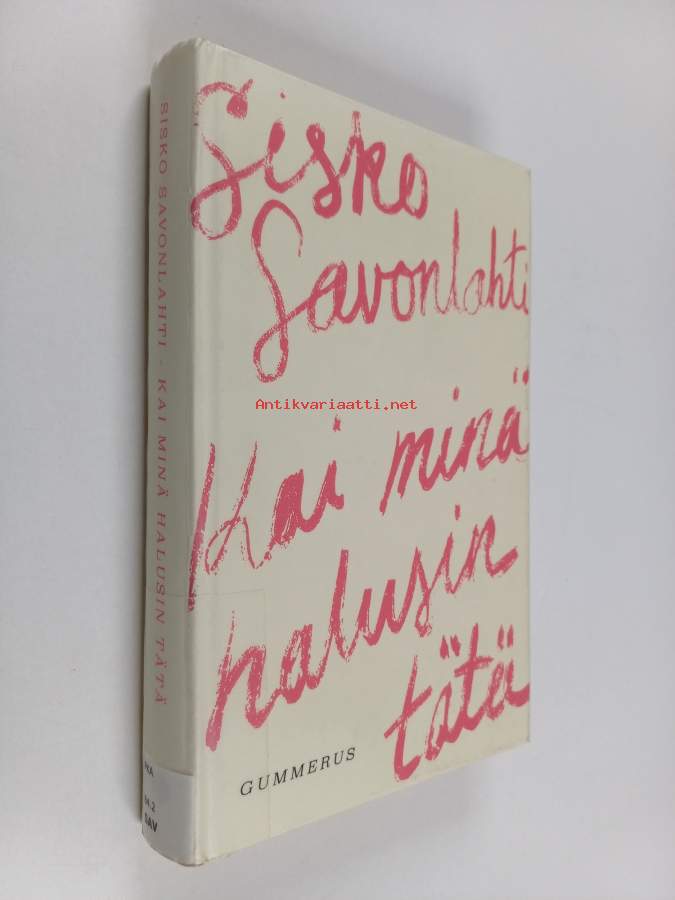 SISKO SAVONLAHTI - KAI MINÄ HALUSIN TÄTÄ
Sisko
Savonlahti
Antikvariaatti.net
Kai minä
halusin
tätä
GUMMERUS
SAV